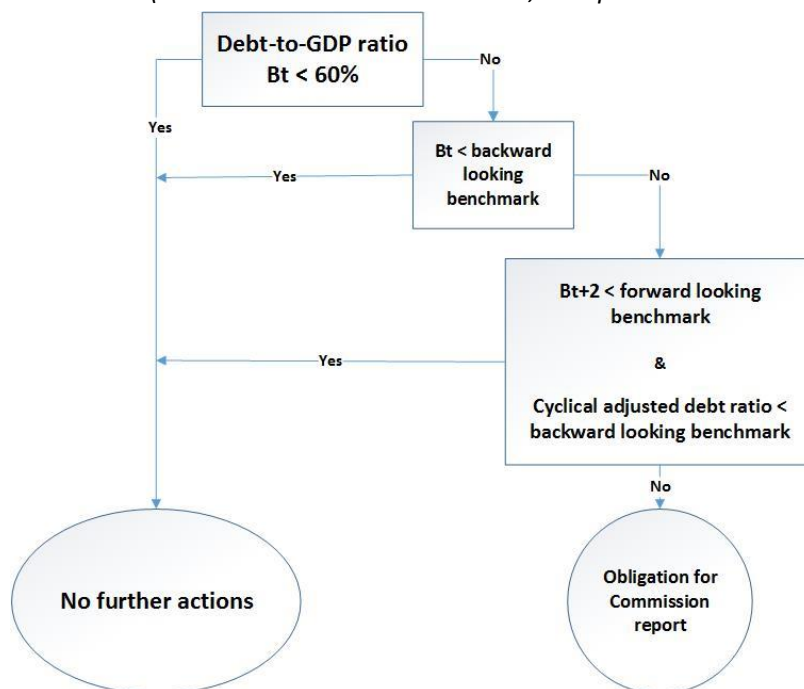 Debt-to-GDP ratio
Bt < 60%
No
Yes
Bt < backward
looking
benchmark
Yes
No
Bt+2 < forward looking
benchmark
&
Cyclical adjusted debt ratio <
backward looking benchmark
Yes
No
No further actions
Obligation for
Commission
report